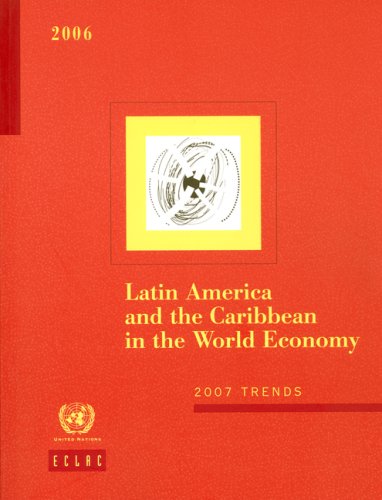 2006
Latin America
and the Caribbean
in the World Economy
2007 TRENDS
UNITED NATIONS
ECLAC